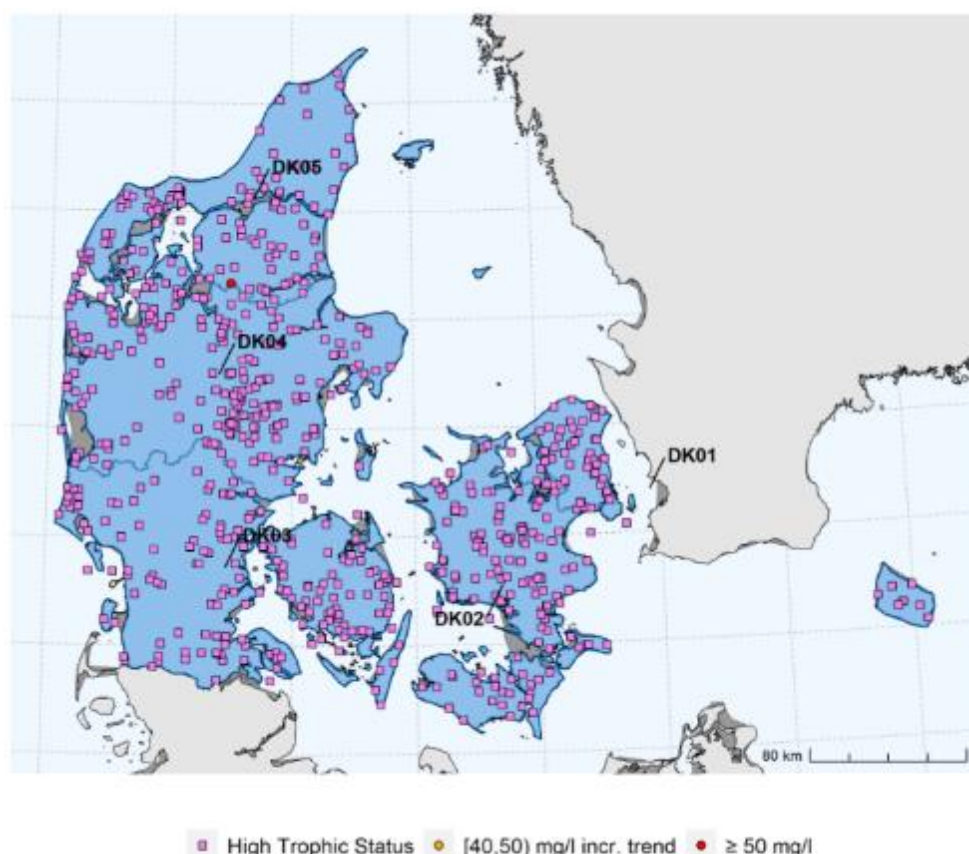 DK05
DK04
DK01
DK03
DK02
80 km
High Trophic Status [40,50) mg/l incr. trend ≥ 50 mg/l